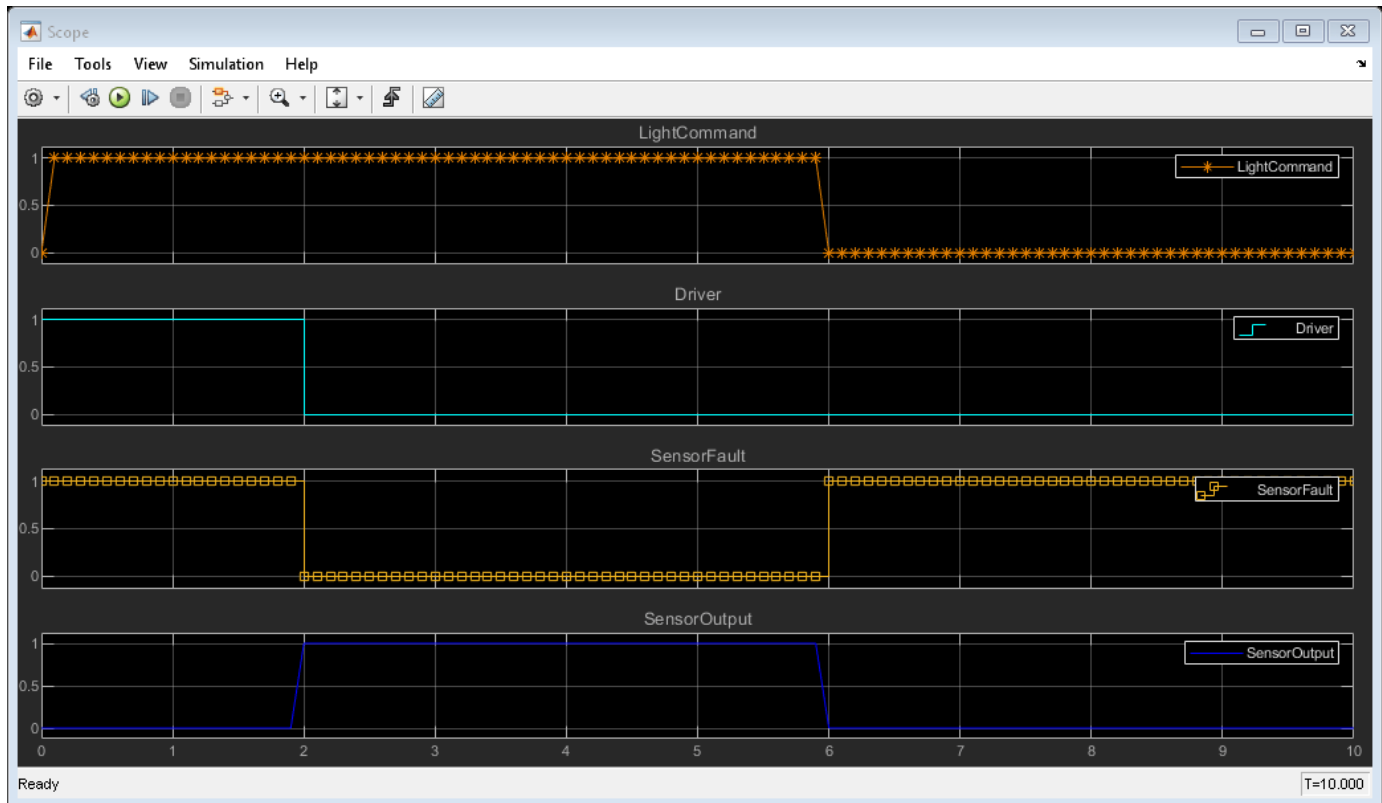 Scope
File Tools View Simulation Help
LightCommand
1
0.5
0
LightCommand
Driver
1
0.5
0
Driver
SensorFault
1
0.5
0
SensorFault
SensorOutput
1
0.5
0
SensorOutput
0 1 2 3 4 5 6 7 8 9 10
Ready T=10.000